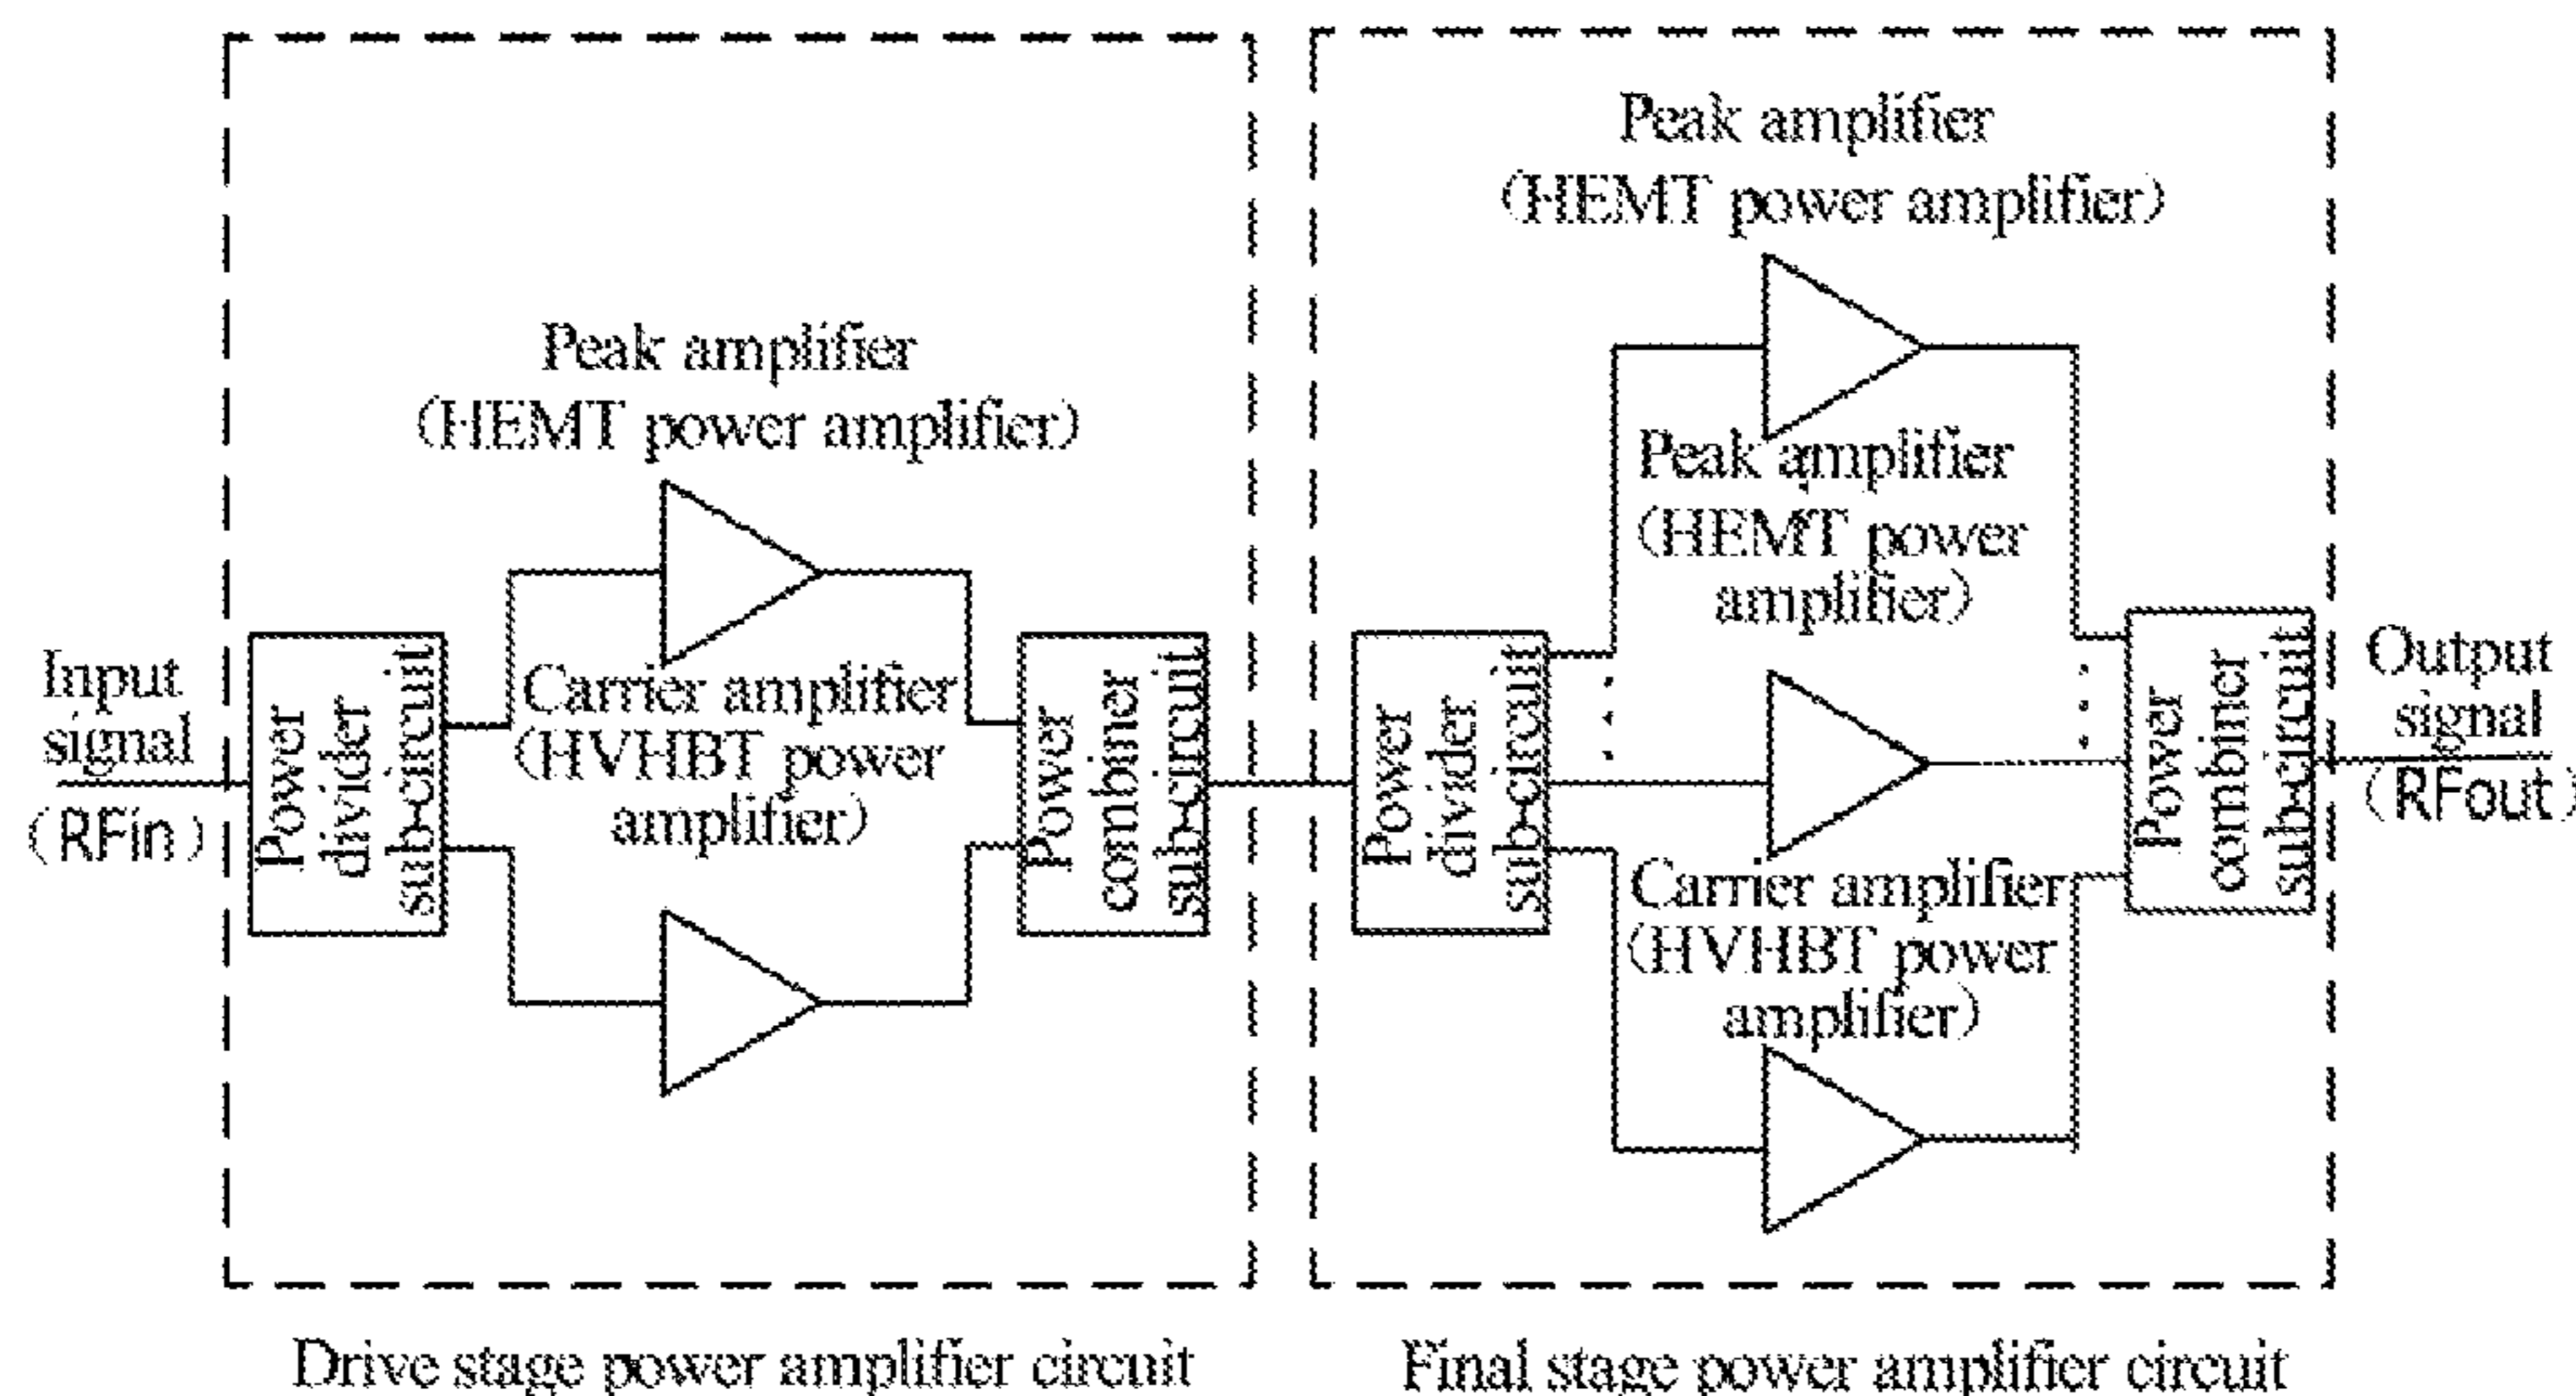 Input
signal
(RFin)
Power
divider
sub-circuit
Peak amplifier
(HEMT power amplifier)
Carrier amplifier
(HVHBT power
amplifier)
Power
combiner
sub-circuit
Drive stage power amplifier circuit
Power
divider
sub-circuit
Peak amplifier
(HEMT power amplifier)
Peak amplifier
(HEMT power
amplifier)
Carrier amplifier
(HVHBT power
amplifier)
Power
combiner
sub-circuit
Final stage power amplifier circuit
Output
signal
(RFout)